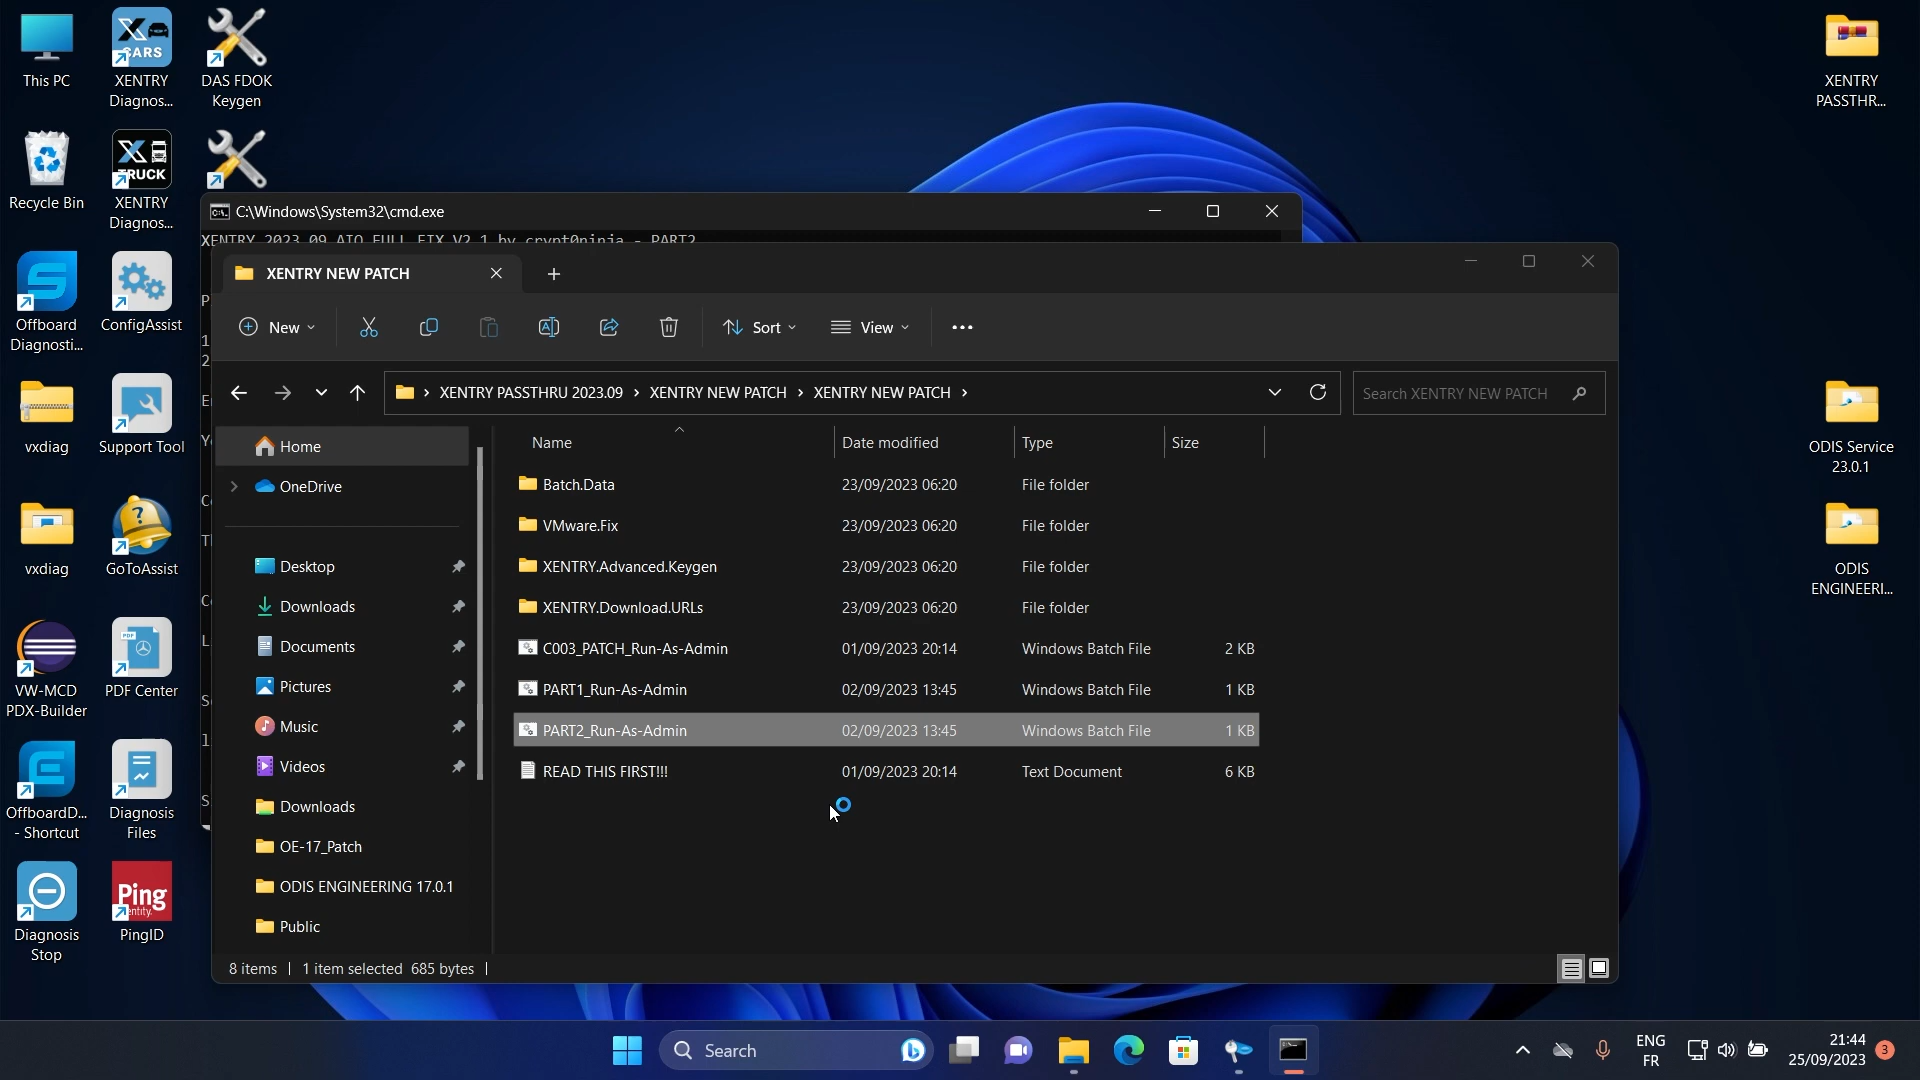 This PC
XENTRY
Diagnos...
DAS FDOK
Keygen
XENTRY
PASSTHR...
X
CARS
Recycle Bin
X
TRUCK
XENTRY
Diagnos...
C:\Windows\System32\cmd.exe
XENTRY 2023.09 AIO FULL FIX V2.1 by crypt0ninja - PART2
XENTRY NEW PATCH
Offboard
Diagnosti...
ConfigAssist
New
Sort
View
XENTRY PASSTHRU 2023.09 > XENTRY NEW PATCH > XENTRY NEW PATCH >
Search XENTRY NEW PATCH
vxdiag
Support Tool
ODIS Service
23.0.1
Home
OneDrive
Name
Date modified
Type
Size
Batch.Data 23/09/2023 06:20 File folder
VMware.Fix 23/09/2023 06:20 File folder
XENTRY.Advanced.Keygen 23/09/2023 06:20 File folder
XENTRY.Download.URLs 23/09/2023 06:20 File folder
C003_PATCH_Run-As-Admin 01/09/2023 20:14 Windows Batch File 2 KB
PART1_Run-As-Admin 02/09/2023 13:45 Windows Batch File 1 KB
PART2_Run-As-Admin 02/09/2023 13:45 Windows Batch File 1 KB
READ THIS FIRST!!! 01/09/2023 20:14 Text Document 6 KB
Desktop
Downloads
Documents
Pictures
Music
Videos
Downloads
OE-17_Patch
ODIS ENGINEERING 17.0.1
Public
vxdiag
GoToAssist
ODIS
ENGINEERI...
VW-MCD
PDX-Builder
PDF
PDF Center
OffboardD...
- Shortcut
Diagnosis
Files
Diagnosis
Stop
Ping
entity.
PingID
8 items | 1 item selected 685 bytes |
Search
ENG
FR
21:44
25/09/2023
3